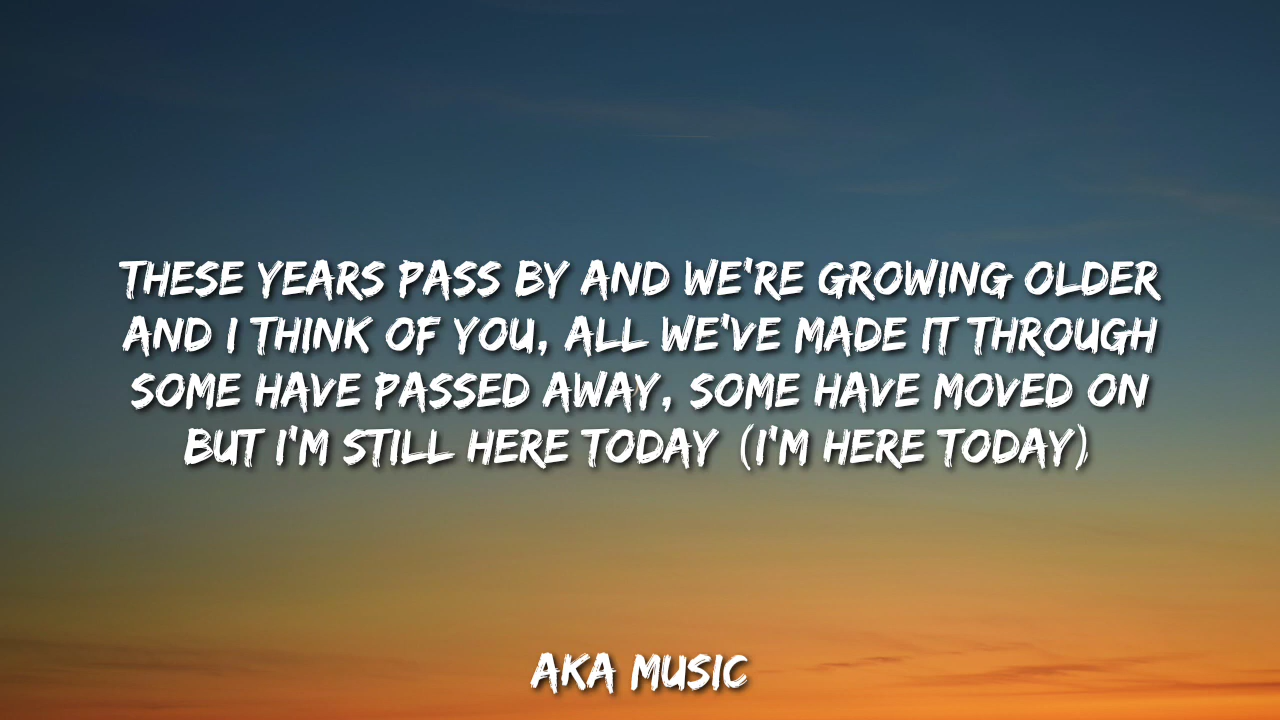 THESE YEARS PASS BY AND WE'RE GROWING OLDER
AND I THINK OF YOU, ALL WE'VE MADE IT THROUGH
SOME HAVE PASSED AWAY, SOME HAVE MOVED ON
BUT I'M STILL HERE TODAY (I'M HERE TODAY)
AKA MUSIC